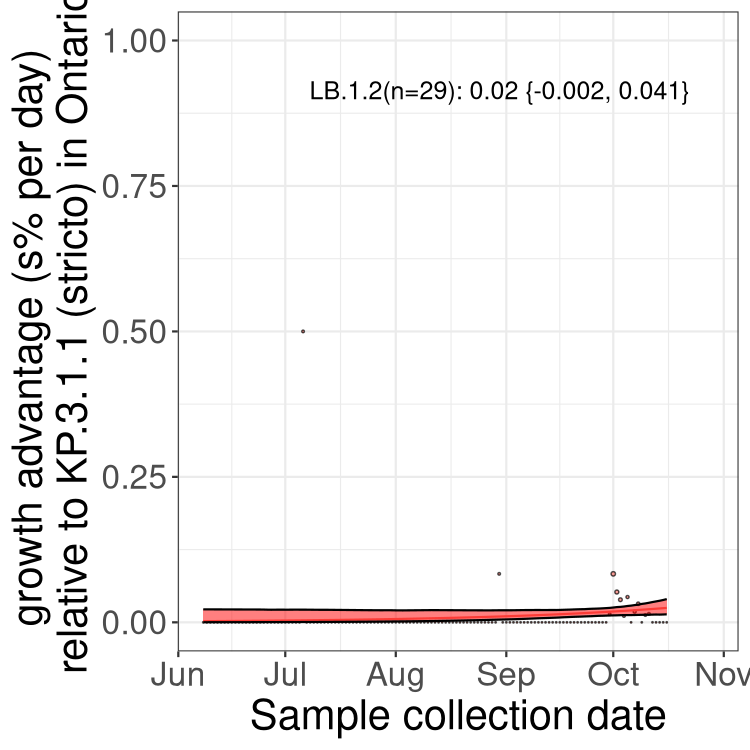 growth advantage (s% per day)
relative to KP.3.1.1 (stricto) in Ontario
1.00
0.75
0.50
0.25
0.00
LB.1.2(n=29): 0.02 {-0.002, 0.041}
Jun Jul Aug Sep Oct Nov
Sample collection date